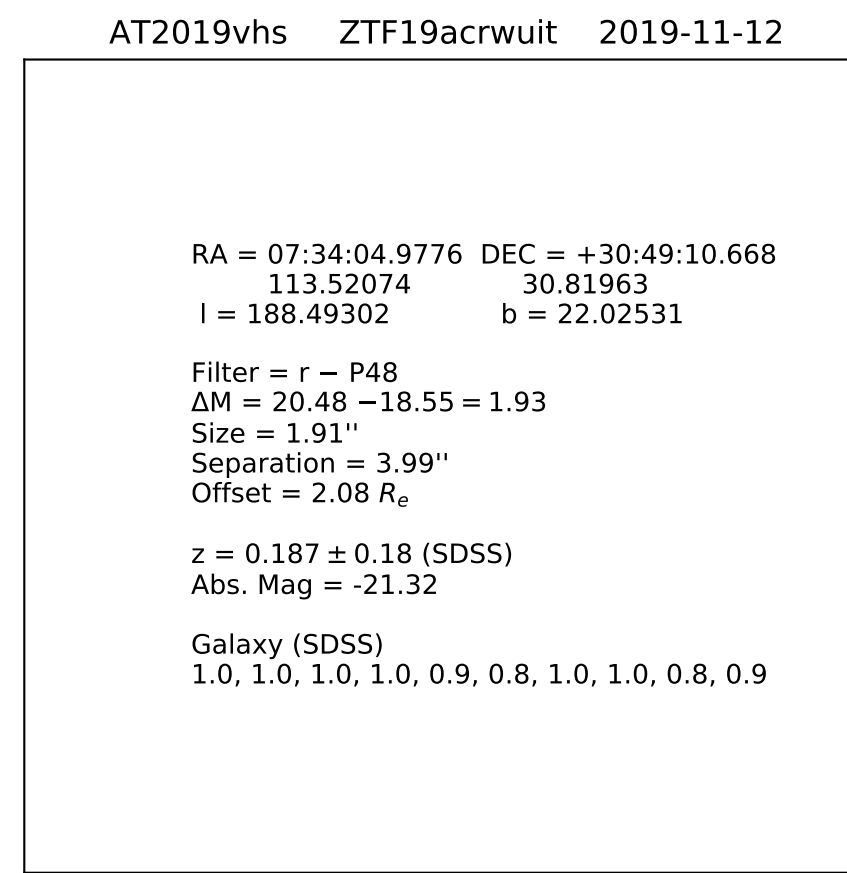 AT2019vhs ZTF19acrwuit 2019-11-12
RA = 07:34:04.9776 DEC = +30:49:10.668
113.52074 30.81963
l = 188.49302 b = 22.02531
Filter = r − P48
ΔM = 20.48 −18.55 = 1.93
Size = 1.91''
Separation = 3.99''
Offset = 2.08 Re
z = 0.187 ± 0.18 (SDSS)
Abs. Mag = -21.32
Galaxy (SDSS)
1.0, 1.0, 1.0, 1.0, 0.9, 0.8, 1.0, 1.0, 0.8, 0.9